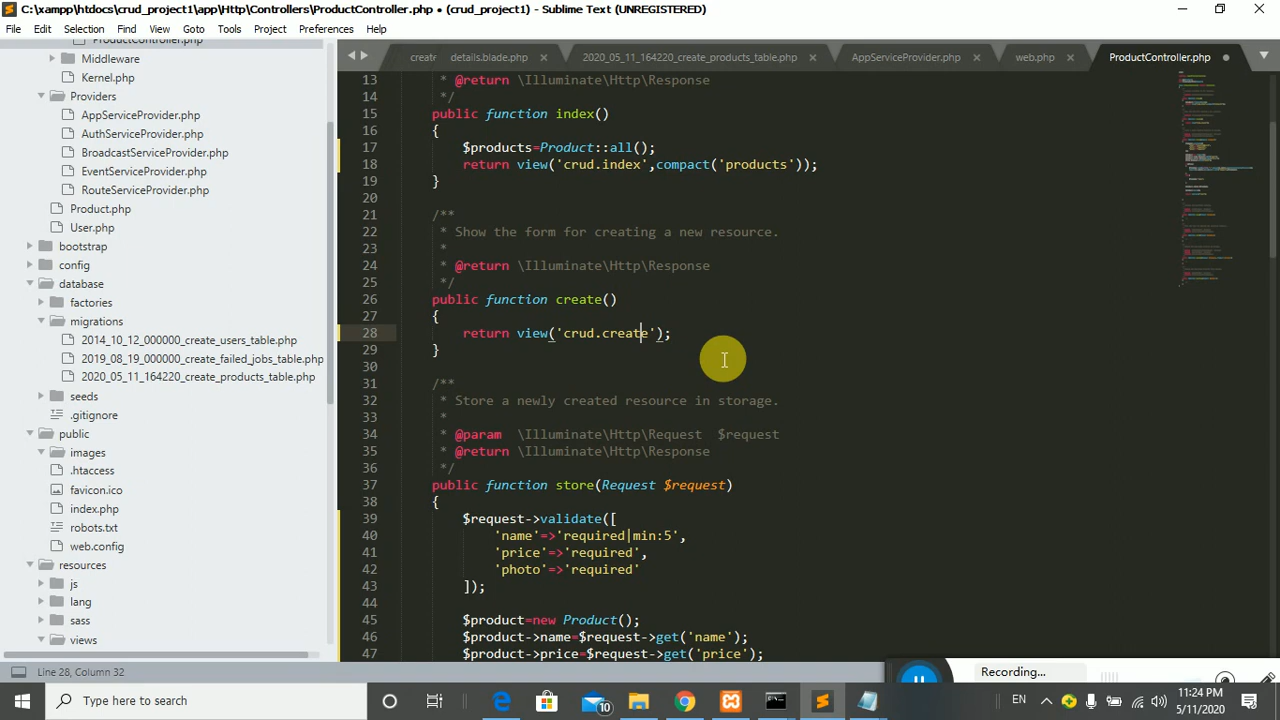 C:\xampp\htdocs\crud_project1\app\Http\Controllers\ProductController.php • (crud_project1) - Sublime Text (UNREGISTERED)
File Edit Selection Find View Goto Tools Project Preferences Help
ProductController.php
Middleware
Kernel.php
Providers
AppServiceProvider.php
AuthServiceProvider.php
BroadcastServiceProvider.php
EventServiceProvider.php
RouteServiceProvider.php
Product.php
User.php
bootstrap
config
database
factories
migrations
2014_10_12_000000_create_users_table.php
2019_08_19_000000_create_failed_jobs_table.php
2020_05_11_164220_create_products_table.php
seeds
.gitignore
public
images
.htaccess
favicon.ico
index.php
robots.txt
web.config
resources
js
lang
sass
views
create details.blade.php 2020_05_11_164220_create_products_table.php AppServiceProvider.php web.php ProductController.php
13 * @return \Illuminate\Http\Response
14 */
15 public function index()
16 {
17 $products=Product::all();
18 return view('crud.index',compact('products'));
19 }
20
21 /**
22 * Show the form for creating a new resource.
23 *
24 * @return \Illuminate\Http\Response
25 */
26 public function create()
27 {
28 return view('crud.create');
29 }
30
31 /**
32 * Store a newly created resource in storage.
33 *
34 * @param \Illuminate\Http\Request $request
35 * @return \Illuminate\Http\Response
36 */
37 public function store(Request $request)
38 {
39 $request->validate([
40 'name'=>'required|min:5',
41 'price'=>'required',
42 'photo'=>'required'
43 ]);
44
45 $product=new Product();
46 $product->name=$request->get('name');
47 $product->price=$request->get('price');
Line 28, Column 32
Recording...
Type here to search
10
EN
11:24 PM
5/11/2020